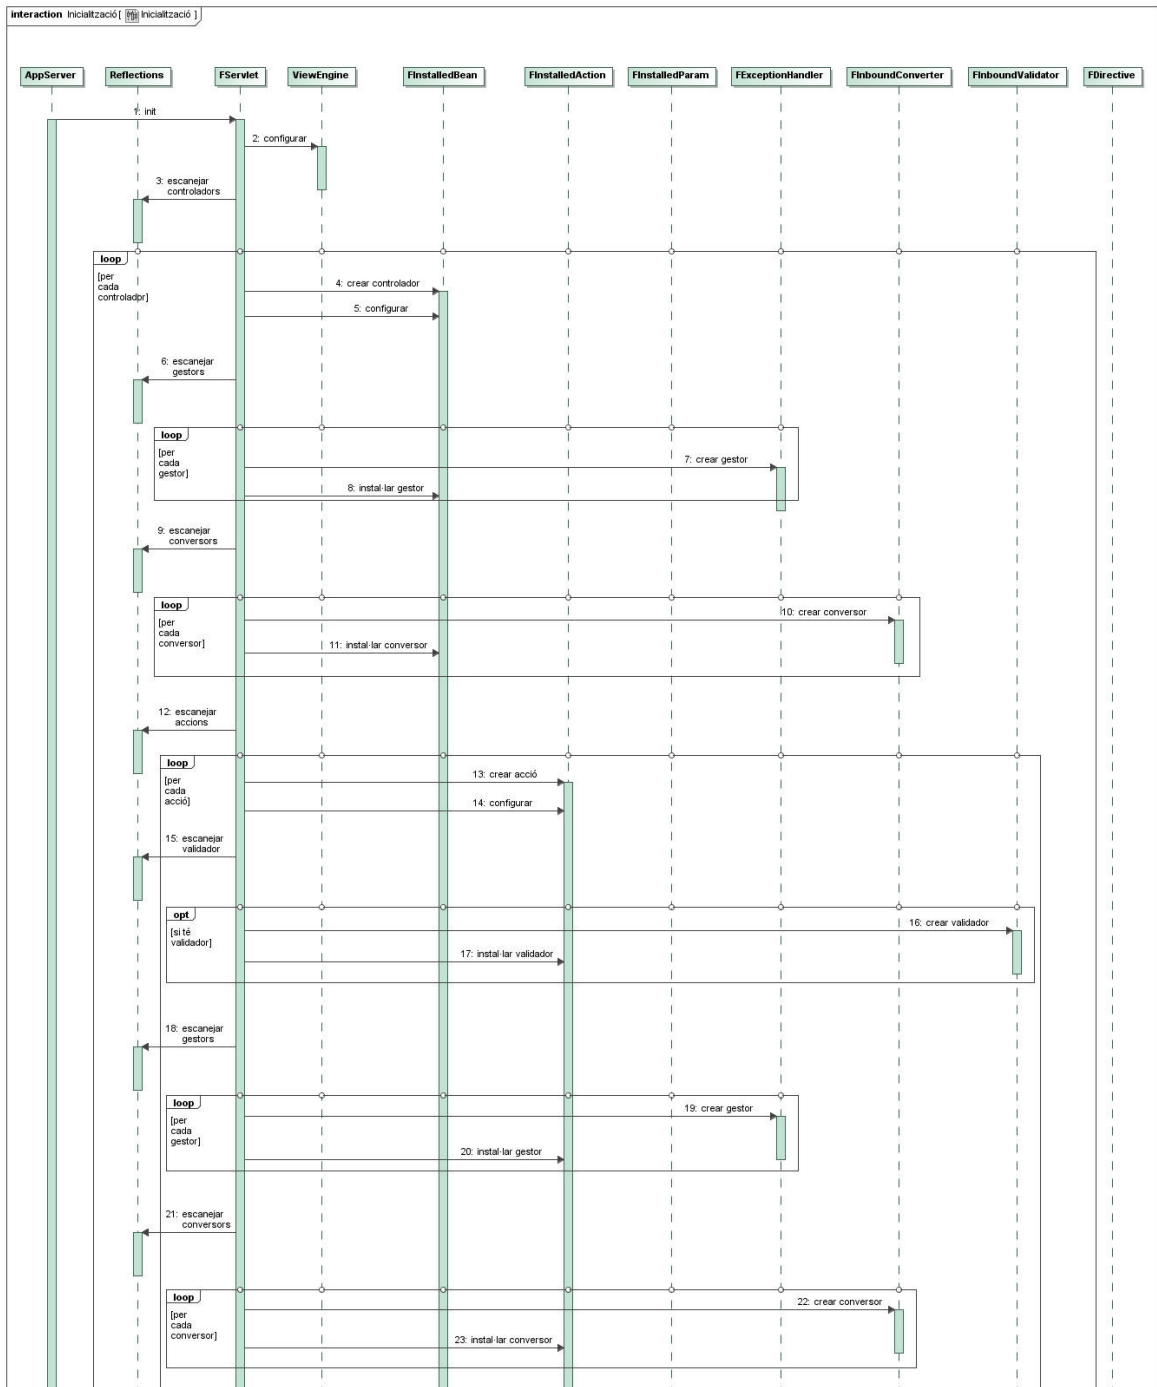 interaction Inicialització [ Inicialització ]
AppServer
Reflections
FServlet
ViewEngine
FInstalledBean
FInstalledAction
FInstalledParam
FExceptionHandler
FInboundConverter
FInboundValidator
FDirective
1: init
2: configurar
3: escanejar
controladors
loop
[per
cada
controlador]
4: crear controlador
5: configurar
6: escanejar
gestors
loop
[per
cada
gestor]
7: crear gestor
8: instal·lar gestor
9: escanejar
conversors
loop
[per
cada
conversor]
10: crear conversor
11: instal·lar conversor
12: escanejar
accions
loop
[per
cada
acció]
13: crear acció
14: configurar
15: escanejar
validador
opt
[si té
validador]
16: crear validador
17: instal·lar validador
18: escanejar
gestors
loop
[per
cada
gestor]
19: crear gestor
20: instal·lar gestor
21: escanejar
conversors
loop
[per
cada
conversor]
22: crear conversor
23: instal·lar conversor